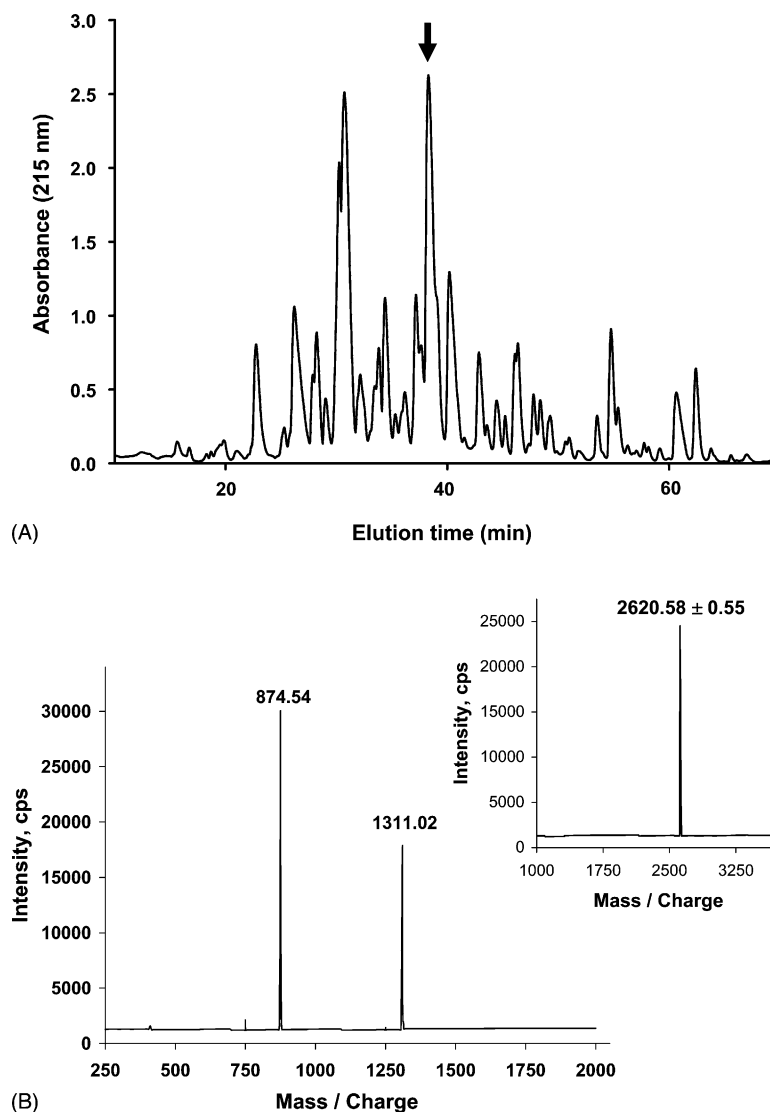 3.0
2.5
2.0
1.5
1.0
0.5
0.0
Absorbance (215 nm)
20 40 60
Elution time (min)
(A)
2620.58 ± 0.55
25000
20000
15000
10000
5000
0
Intensity, cps
1000 1750 2500 3250
Mass / Charge
874.54
1311.02
30000
25000
20000
15000
10000
5000
0
Intensity, cps
250 500 750 1000 1250 1500 1750 2000
Mass / Charge
(B)